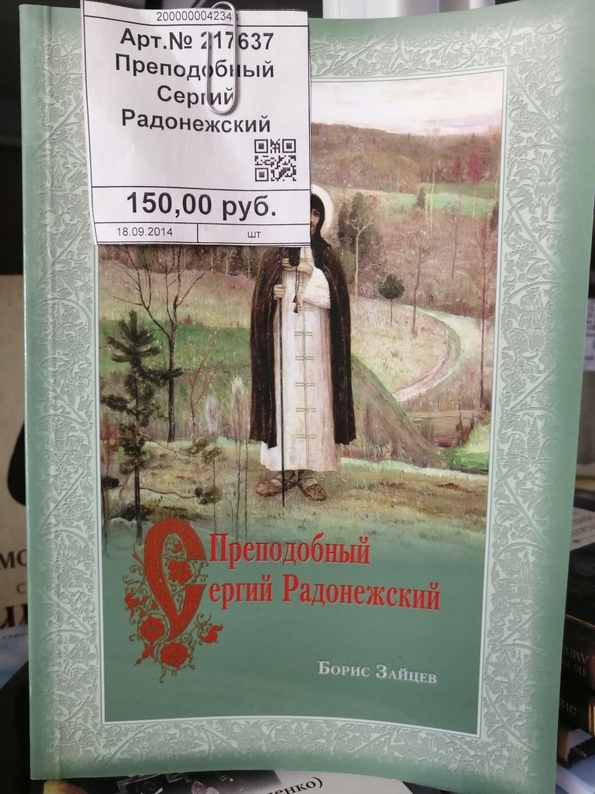 200000004234
Арт.№ 217637
Преподобный
Сергий
Радонежский
150,00 руб.
18.09.2014 шт
Преподобный
Сергий Радонежский
Борис Зайцев
енко)